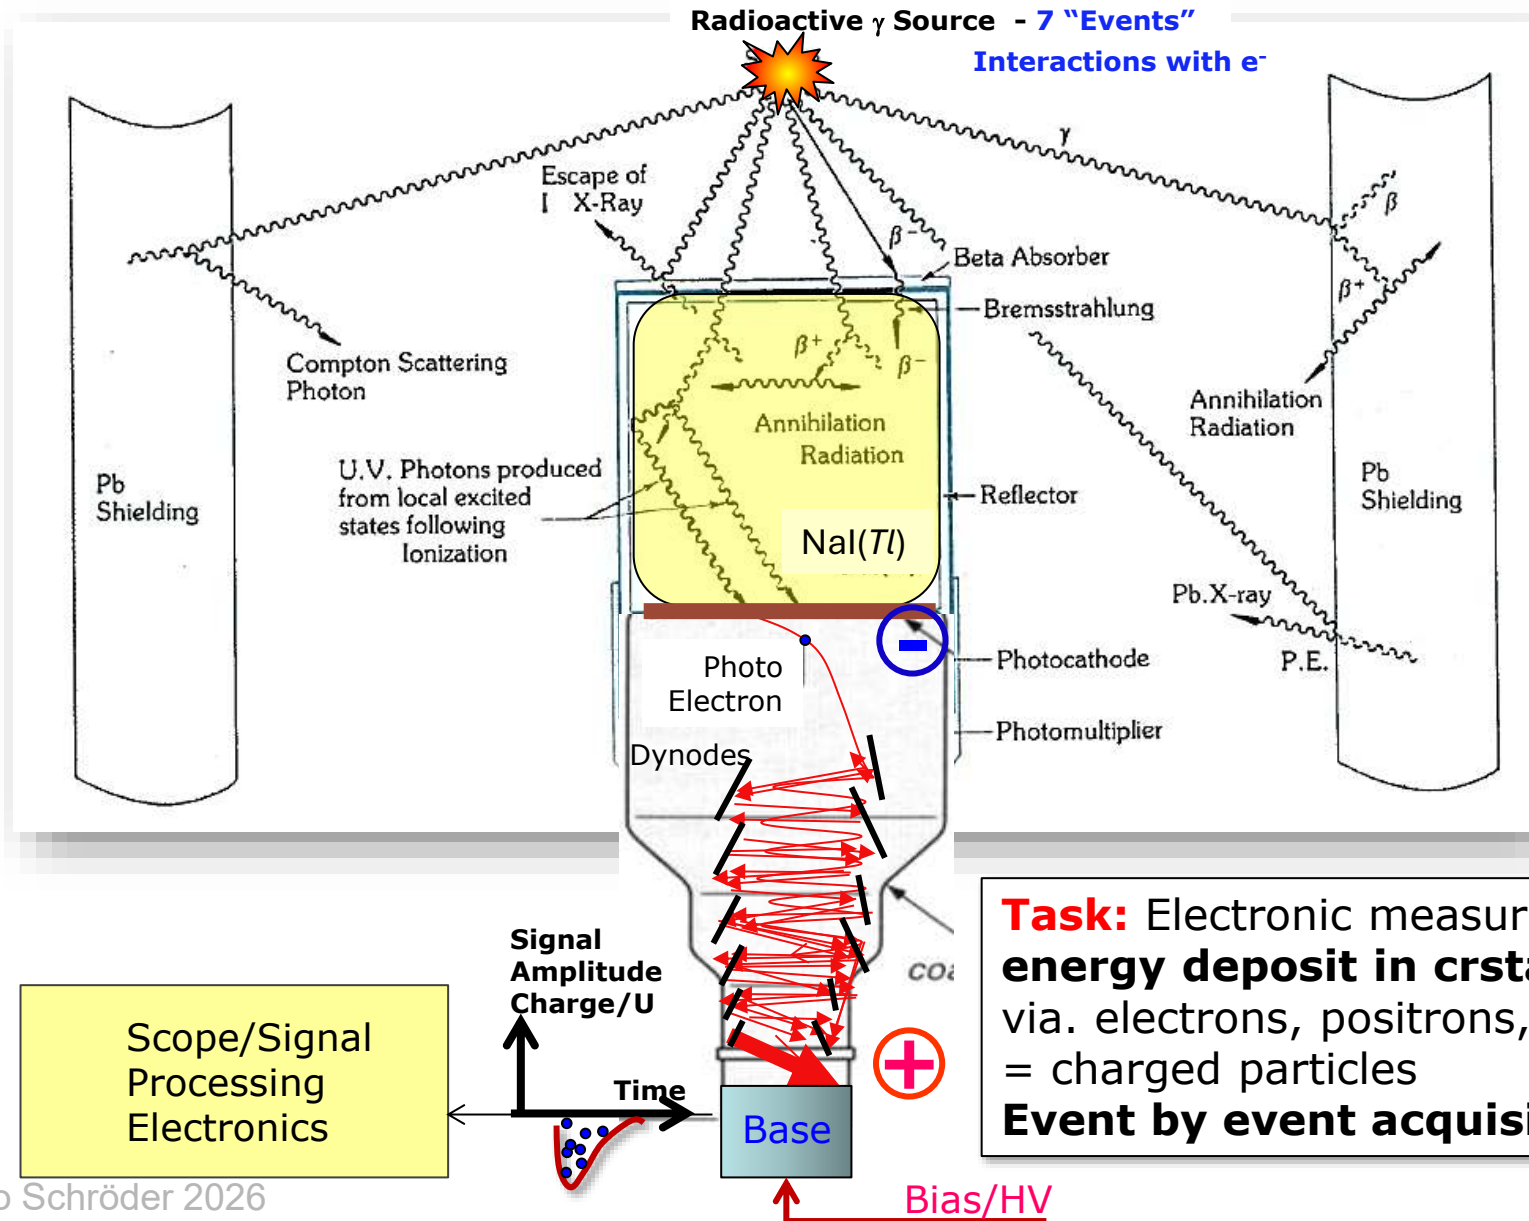 Radioactive γ Source - 7 “Events”
Interactions with e-
γ
Escape of
I X-Ray
β
β-
Beta Absorber
β+
Bremsstrahlung
Compton Scattering
Photon
β+
β-
Annihilation
Radiation
Annihilation
Radiation
U.V. Photons produced
from local excited
states following
Ionization
Pb
Shielding
Reflector
Pb
Shielding
NaI(Tl)
Pb.X-ray
P.E.
-
Photo
Electron
Photocathode
Photomultiplier
Dynodes
Signal
Amplitude
Charge/U
Time
Scope/Signal
Processing
Electronics
+
Base
Bias/HV
Task: Electronic measur
energy deposit in crsta
via. electrons, positrons,
= charged particles
Event by event acquisi
Schröder 2026